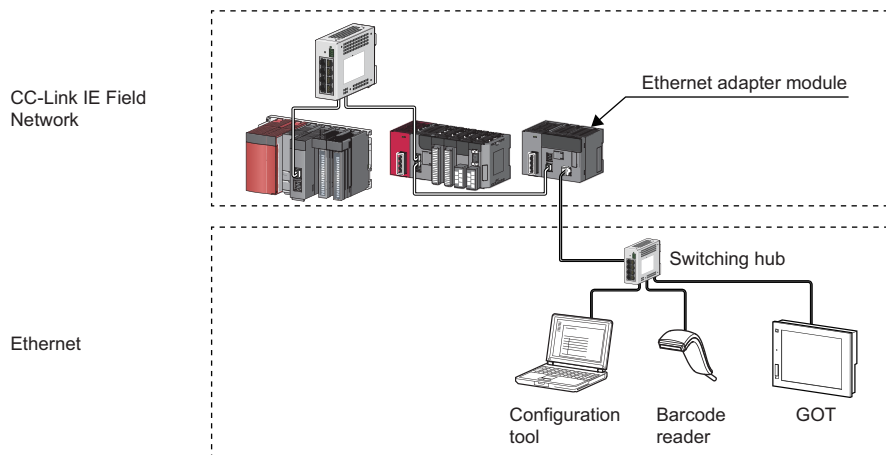 CC-Link IE Field
Network
Ethernet adapter module
Switching hub
Ethernet
Configuration
tool
Barcode
reader
GOT